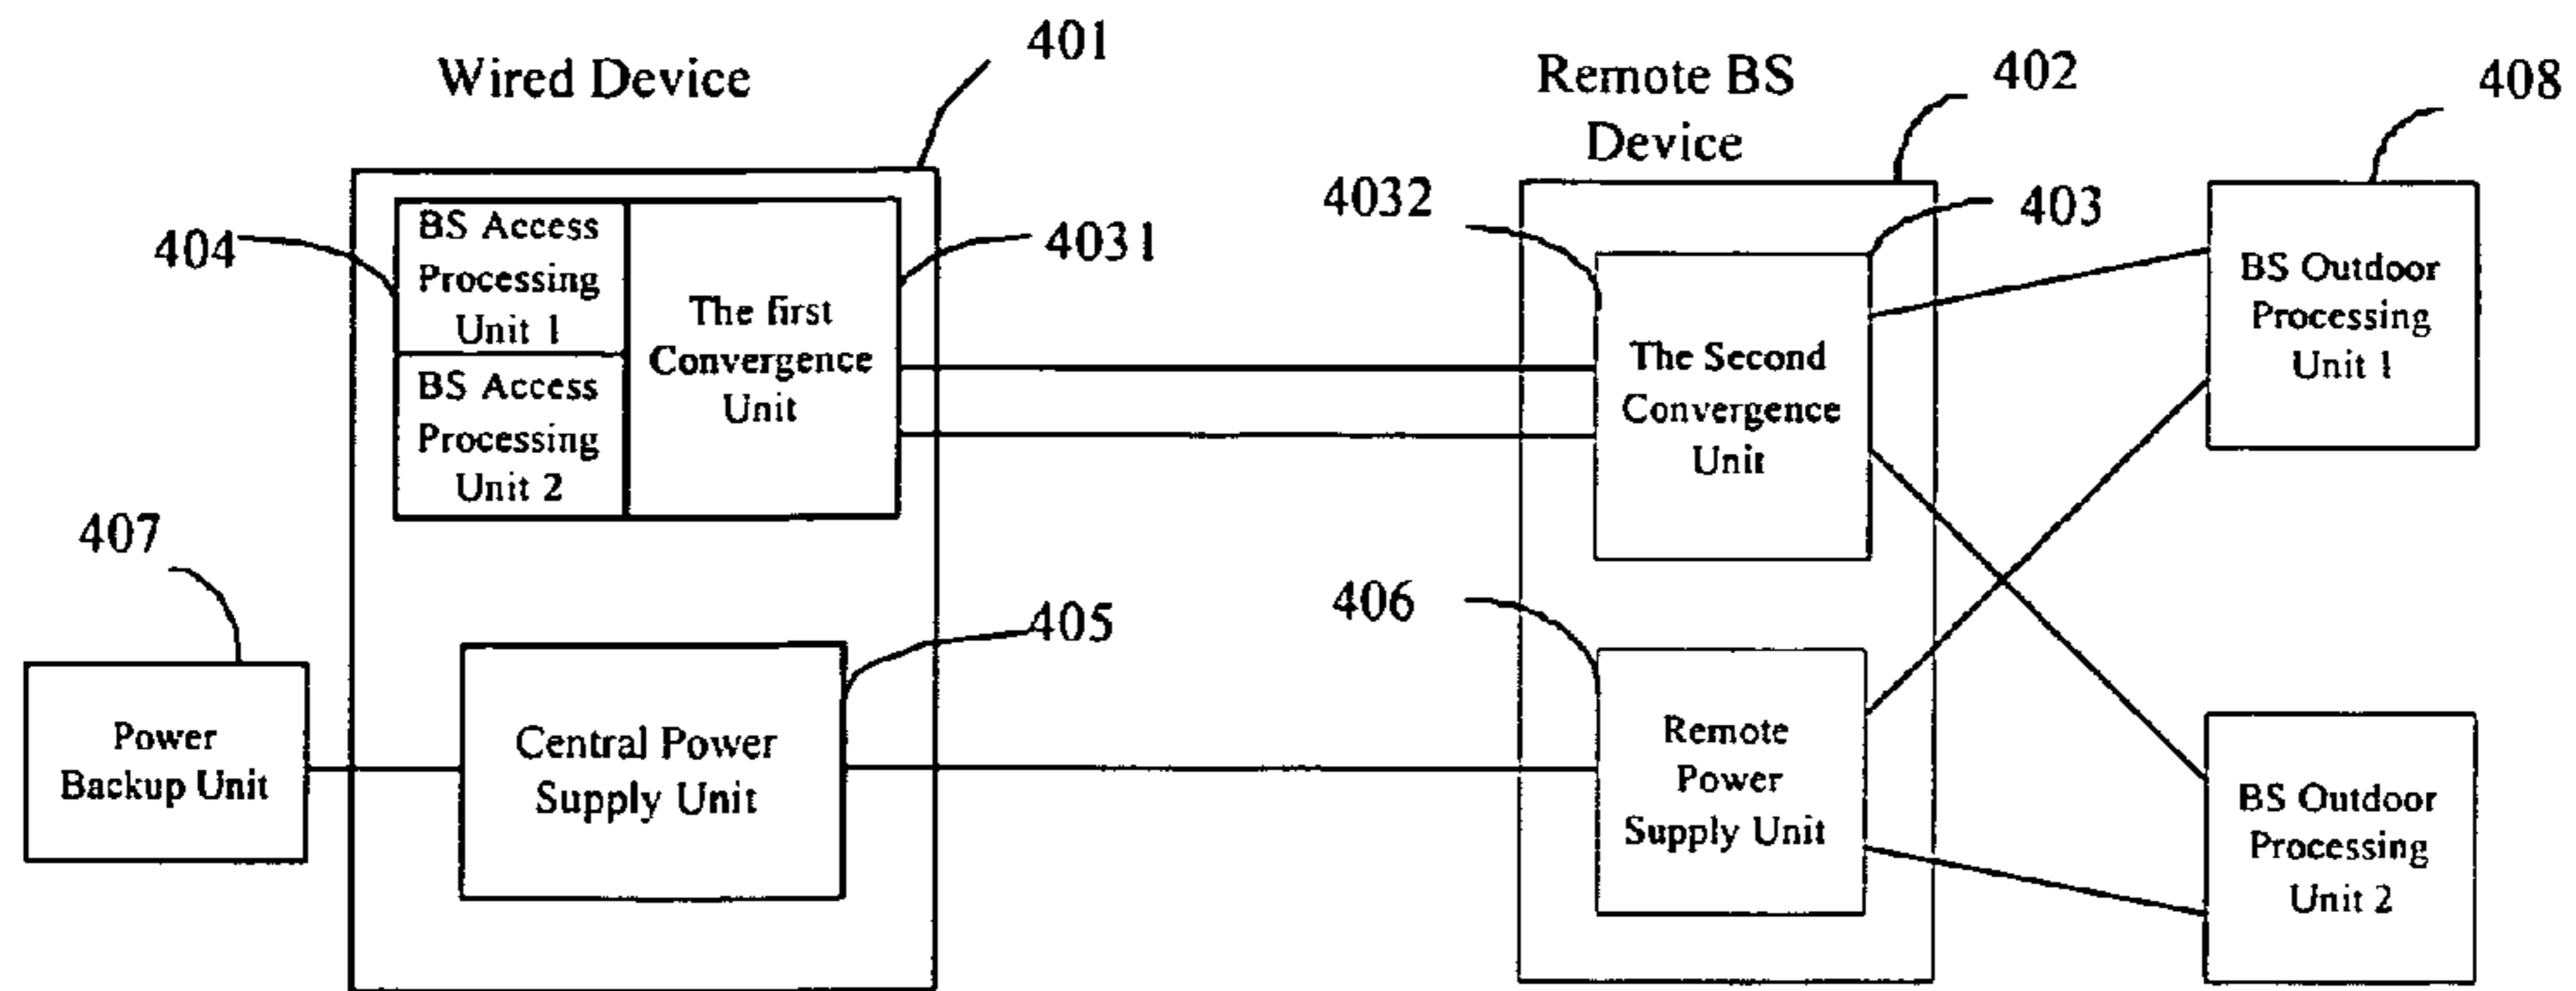 Wired Device
401
Remote BS
Device
402
408
404
BS Access
Processing
Unit 1
BS Access
Processing
Unit 2
The first
Convergence
Unit
4031
4032
403
The Second
Convergence
Unit
BS Outdoor
Processing
Unit 1
407
Power
Backup Unit
405
Central Power
Supply Unit
406
Remote
Power
Supply Unit
BS Outdoor
Processing
Unit 2